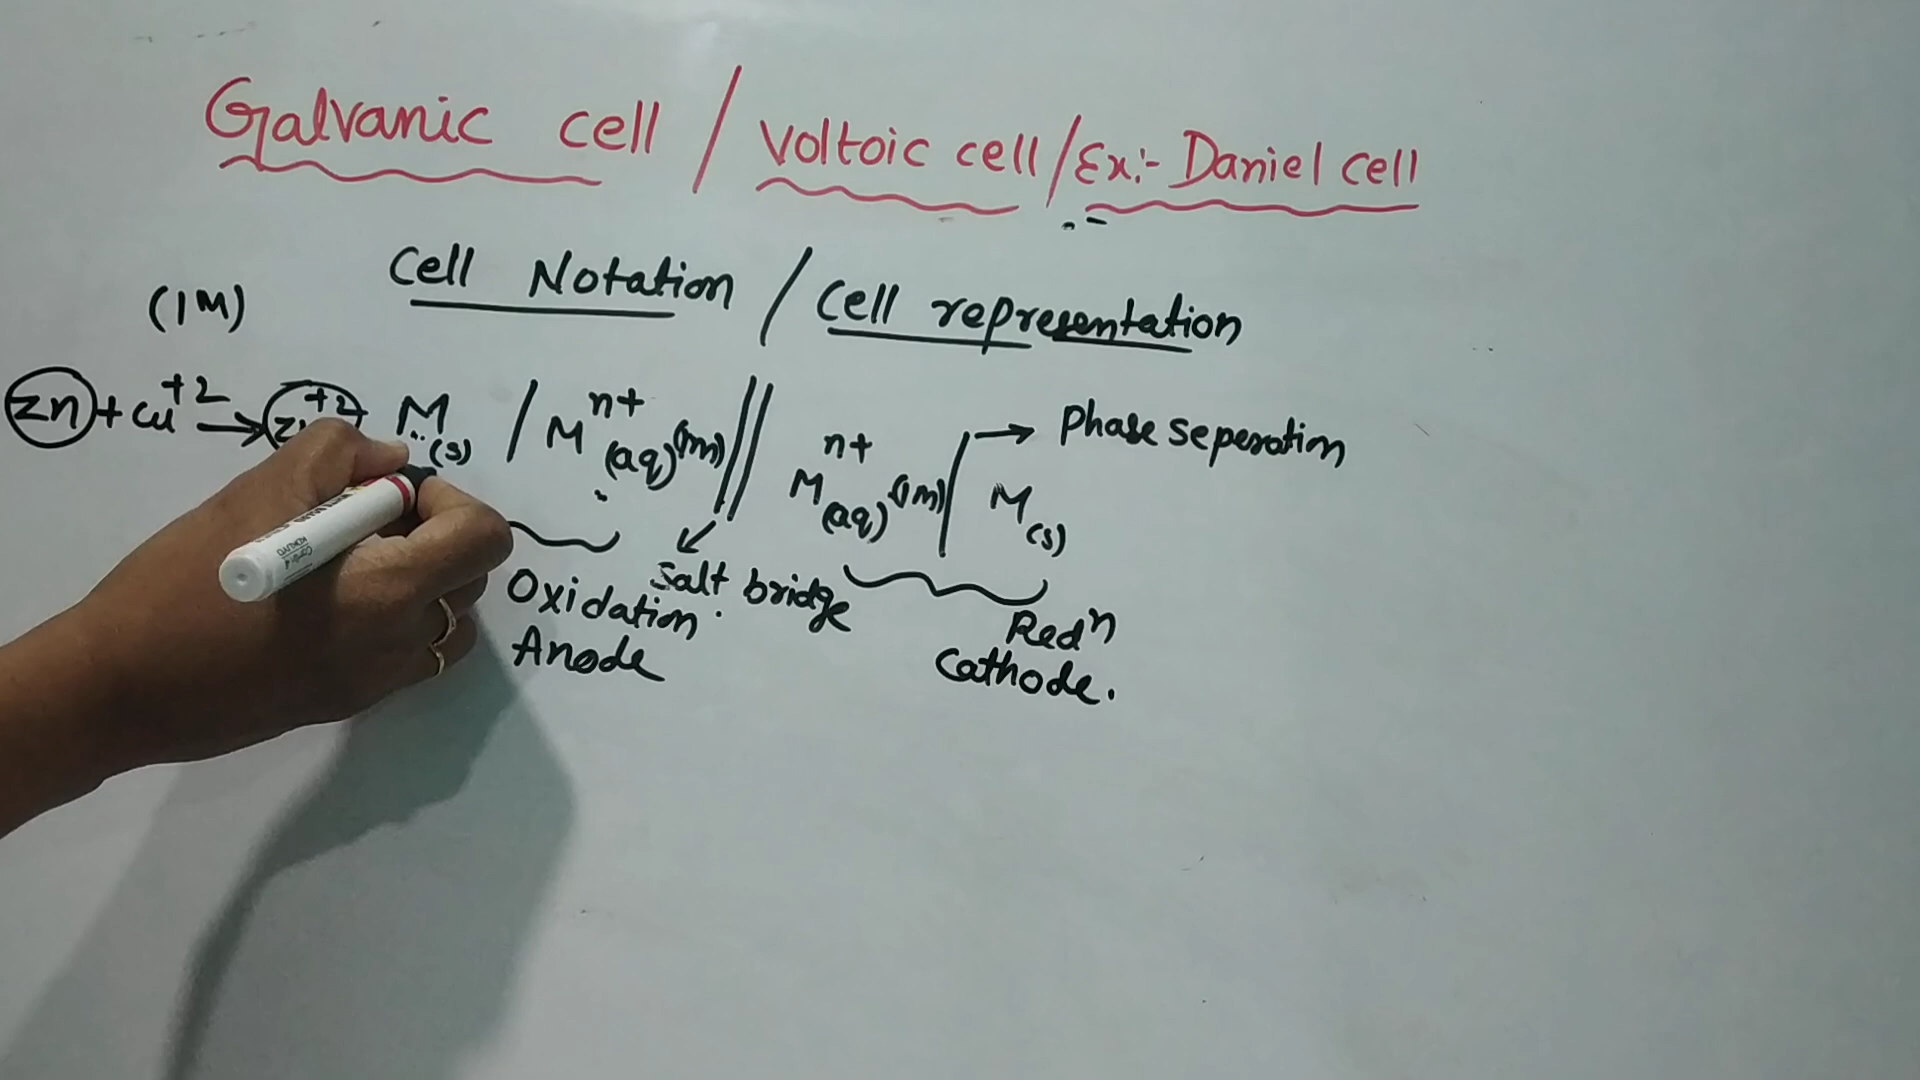 Galvanic cell / Voltoic cell / Ex:- Daniel cell
Cell Notation / Cell representation
(1M)
Zn + Cu+2 → Zn+2
M(s) / Mn+(aq)(1m) // Mn+(aq)(1m) / M(s) → Phase seperation
Salt bridge
Oxidation
Anode
Redn
Cathode.